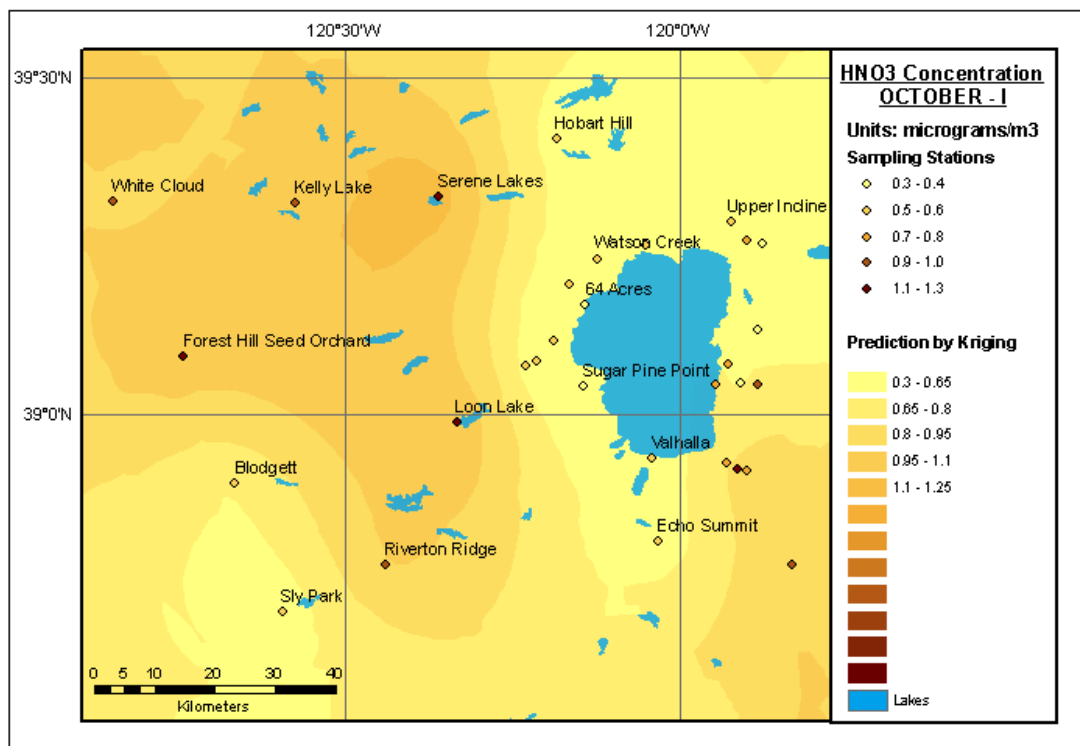 120°30'W 120°0'W
39°30'N
39°0'N
Hobart Hill
White Cloud
Kelly Lake
Serene Lakes
Upper Incline
Watson Creek
64 Acres
Forest Hill Seed Orchard
Sugar Pine Point
Loon Lake
Valhalla
Blodgett
Echo Summit
Riverton Ridge
Sly Park
0 5 10 20 30 40
Kilometers
HNO3 Concentration
OCTOBER - I
Units: micrograms/m3
Sampling Stations
0.3 - 0.4
0.5 - 0.6
0.7 - 0.8
0.9 - 1.0
1.1 - 1.3
Prediction by Kriging
0.3 - 0.65
0.65 - 0.8
0.8 - 0.95
0.95 - 1.1
1.1 - 1.25
Lakes